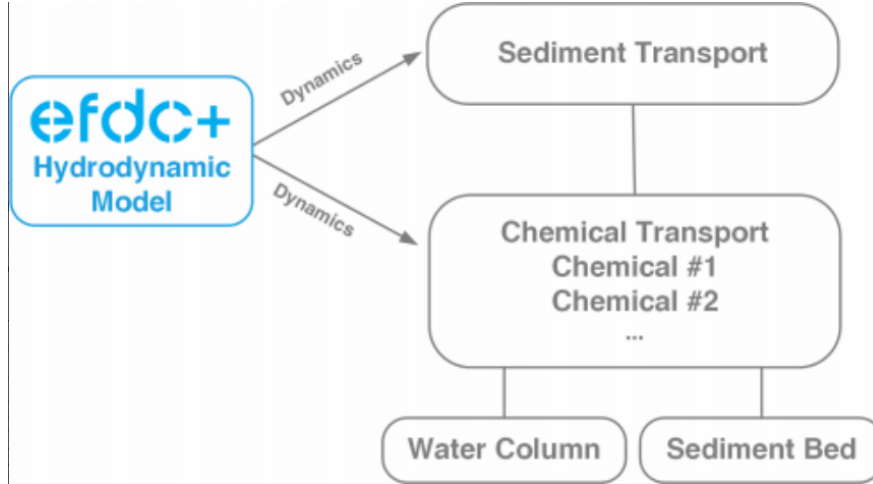 efdc+
Hydrodynamic
Model
Dynamics
Dynamics
Sediment Transport
Chemical Transport
Chemical #1
Chemical #2
...
Water Column
Sediment Bed